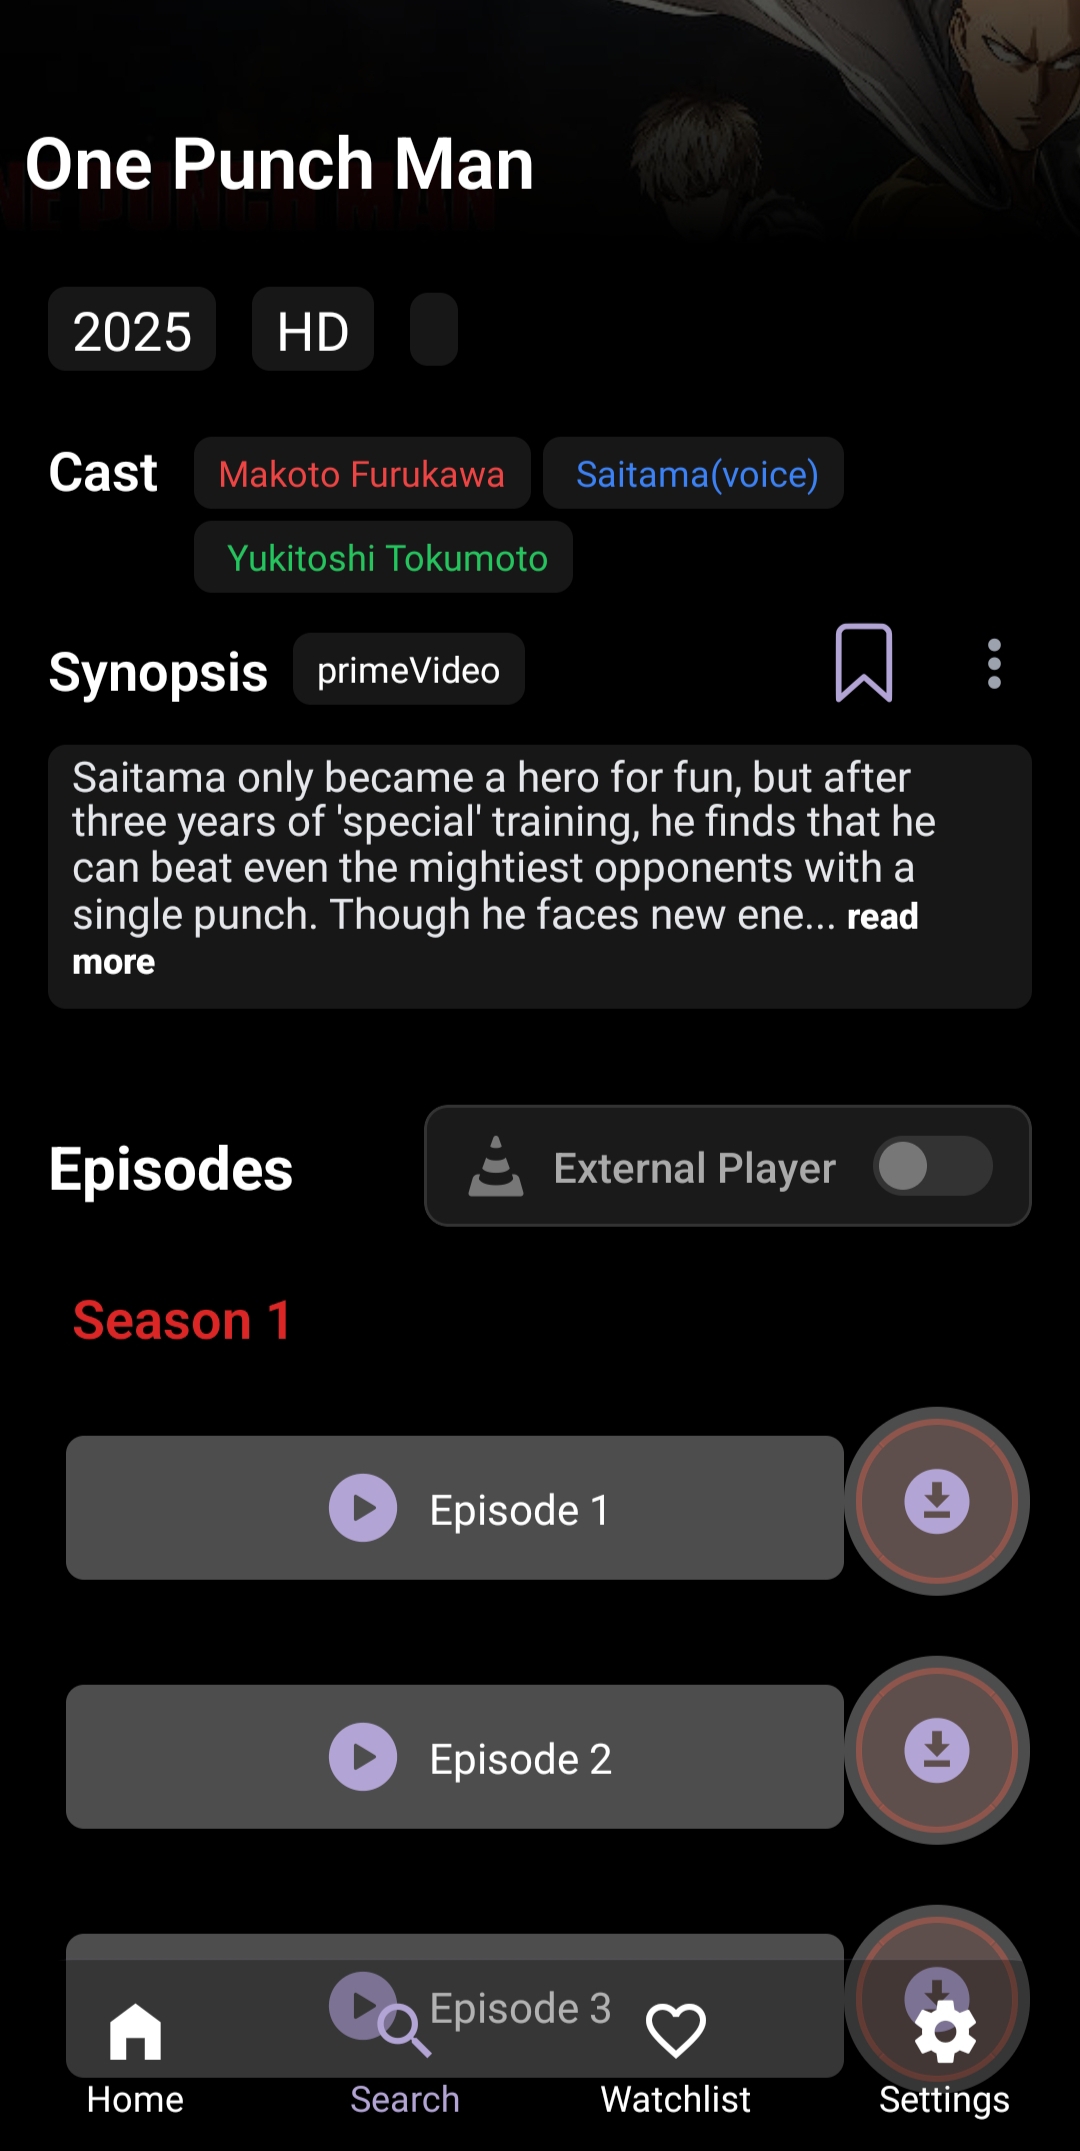 One Punch Man
NE PUNCH MAN
2025 HD
Cast Makoto Furukawa Saitama(voice)
Yukitoshi Tokumoto
Synopsis primeVideo
Saitama only became a hero for fun, but after
three years of 'special' training, he finds that he
can beat even the mightiest opponents with a
single punch. Though he faces new ene... read
more
Episodes External Player
Season 1
Episode 1
Episode 2
Episode 3
Home Search Watchlist Settings